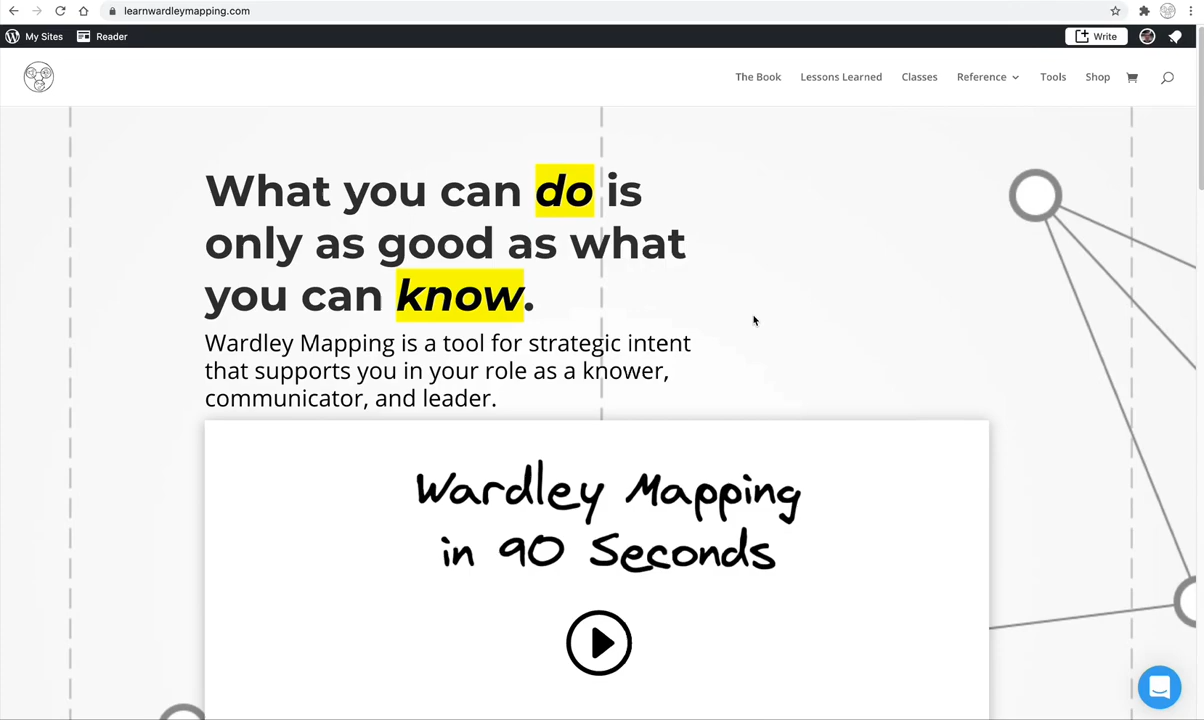 learnwardleymapping.com
My Sites Reader Write
The Book Lessons Learned Classes Reference Tools Shop
What you can do is
only as good as what
you can know.
Wardley Mapping is a tool for strategic intent
that supports you in your role as a knower,
communicator, and leader.
Wardley Mapping
in 90 Seconds